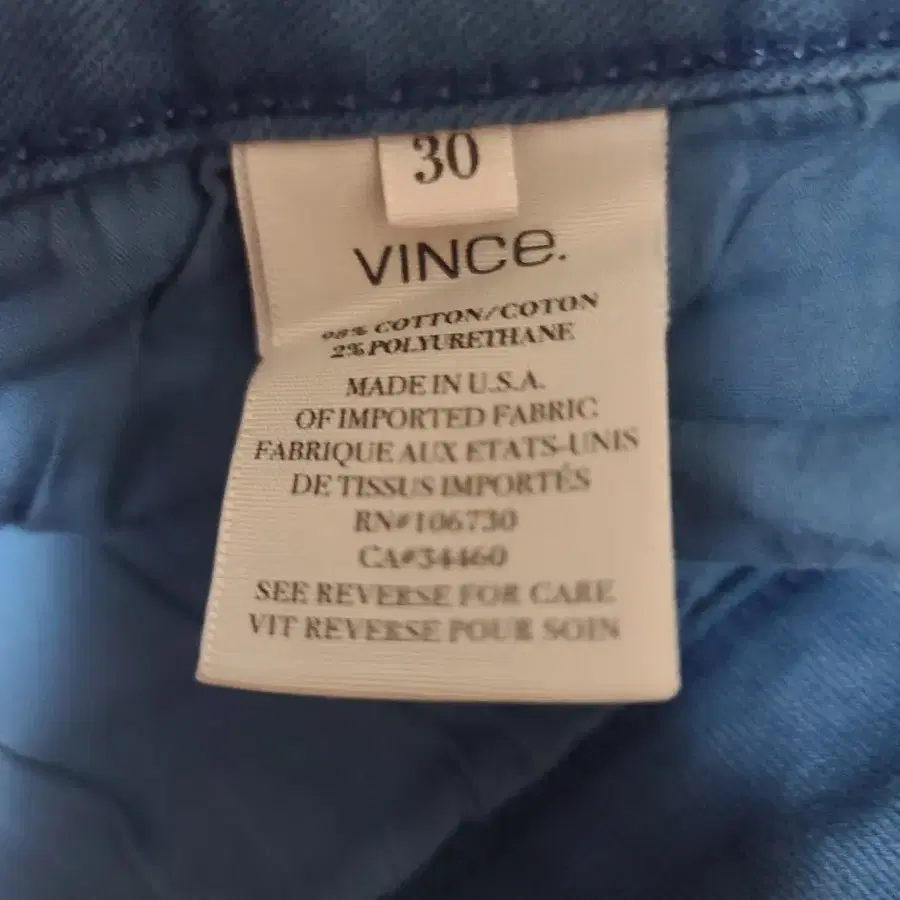 30
VINCe.
98% COTTON/COTON
2% POLYURETHANE
MADE IN U.S.A.
OF IMPORTED FABRIC
FABRIQUE AUX ETATS-UNIS
DE TISSUS IMPORTÉS
RN#106730
CA#34460
SEE REVERSE FOR CARE
VIT REVERSE POUR SOIN